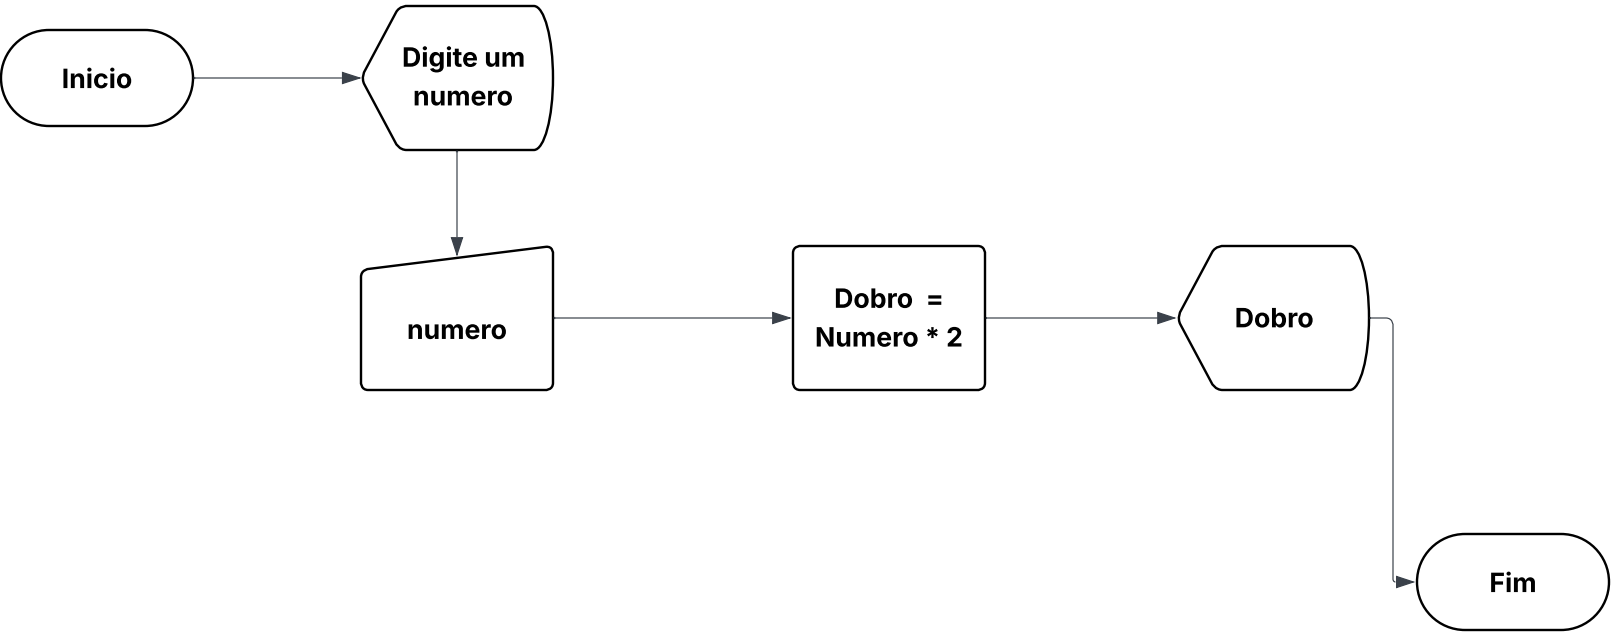 Inicio
Digite um
numero
numero
Dobro  =
Numero * 2
Dobro
Fim